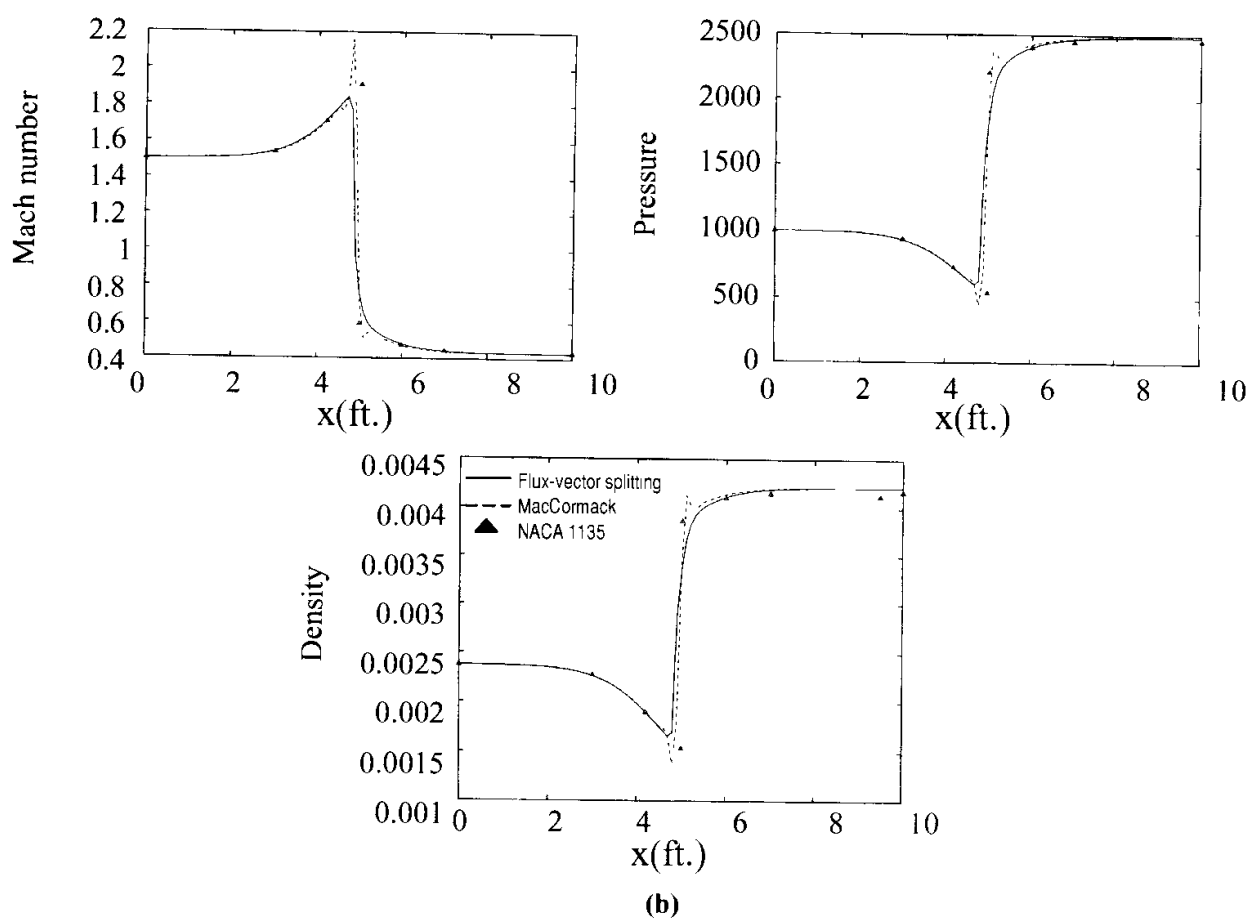 2.2
2
1.8
1.6
1.4
1.2
1
0.8
0.6
0.4
Mach number
0 2 4 6 8 10
x(ft.)
2500
2000
1500
1000
500
0
Pressure
0 2 4 6 8 10
x(ft.)
0.0045
0.004
0.0035
0.003
0.0025
0.002
0.0015
0.001
Density
Flux-vector splitting
MacCormack
NACA 1135
0 2 4 6 8 10
x(ft.)
(b)